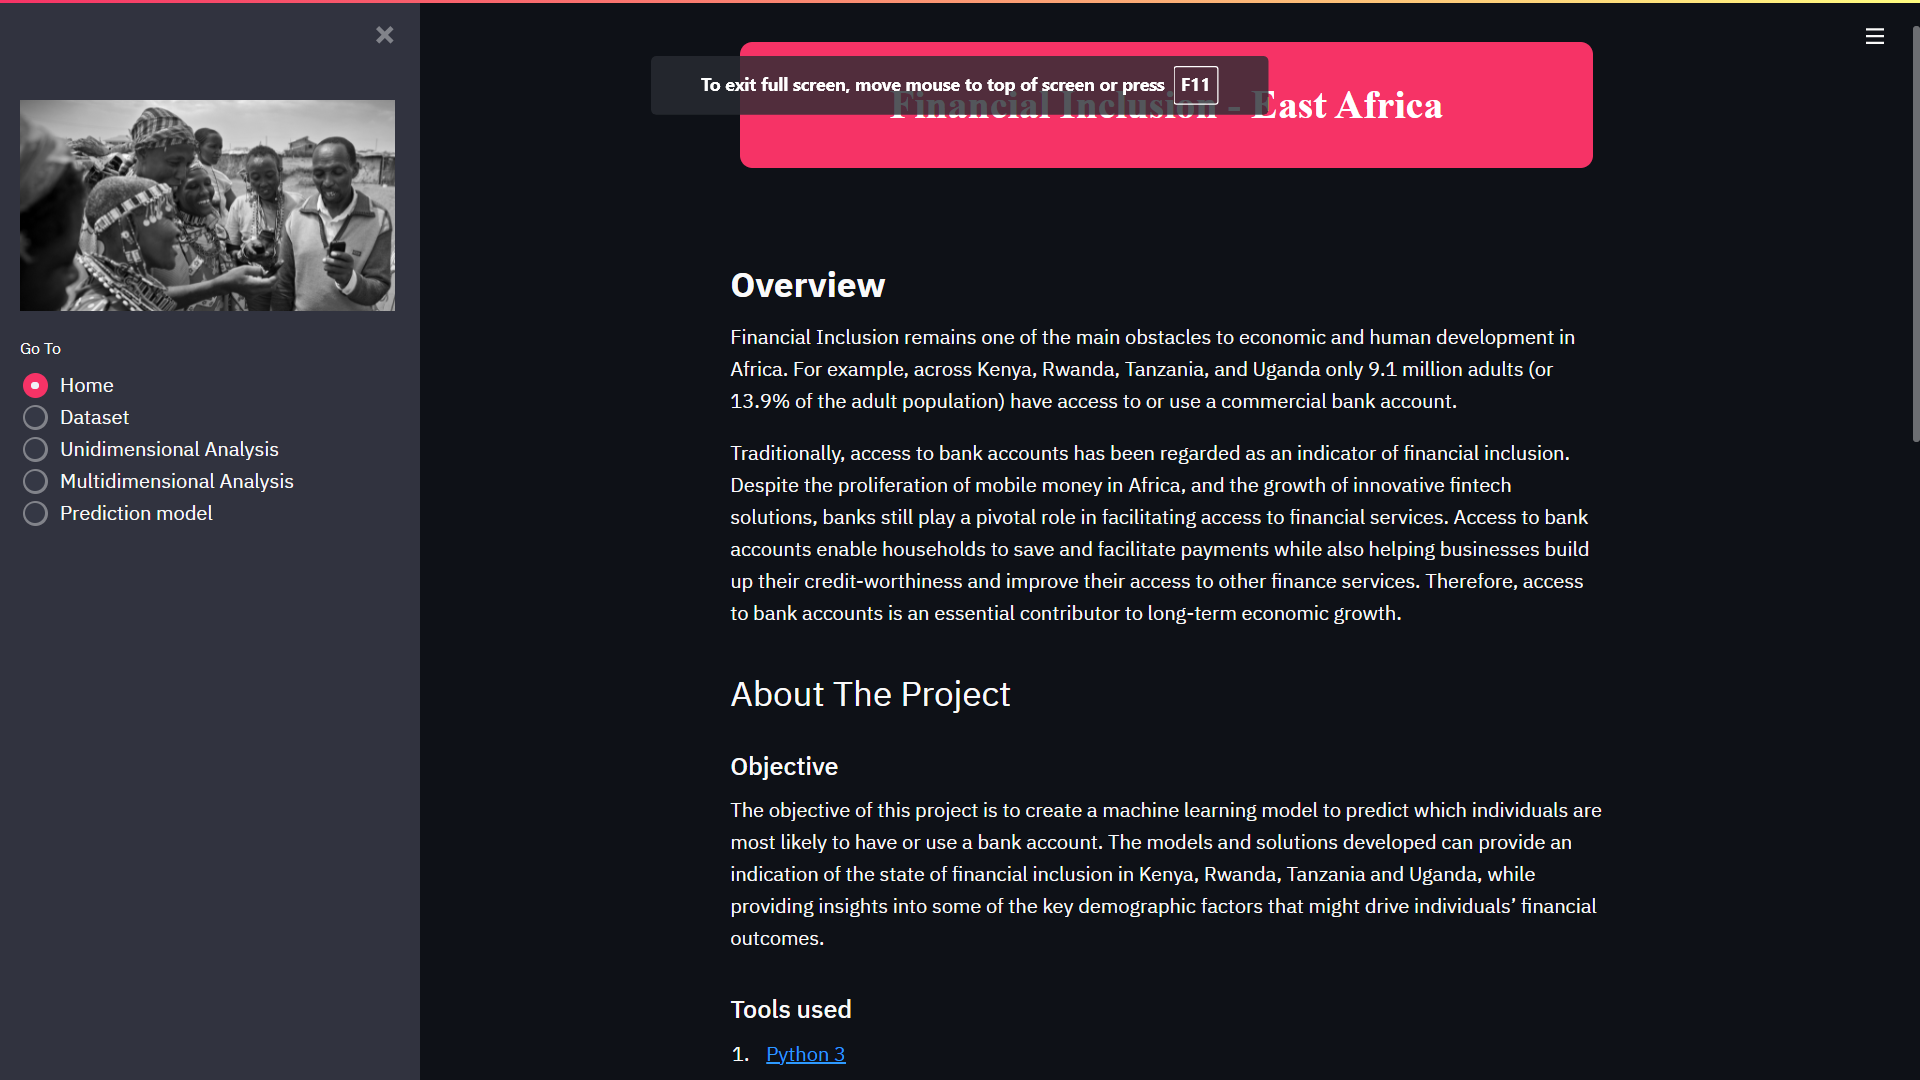 To exit full screen, move mouse to top of screen or press F11
Financial Inclusion - East Africa
Go To
Home
Dataset
Unidimensional Analysis
Multidimensional Analysis
Prediction model
Overview
Financial Inclusion remains one of the main obstacles to economic and human development in
Africa. For example, across Kenya, Rwanda, Tanzania, and Uganda only 9.1 million adults (or
13.9% of the adult population) have access to or use a commercial bank account.
Traditionally, access to bank accounts has been regarded as an indicator of financial inclusion.
Despite the proliferation of mobile money in Africa, and the growth of innovative fintech
solutions, banks still play a pivotal role in facilitating access to financial services. Access to bank
accounts enable households to save and facilitate payments while also helping businesses build
up their credit-worthiness and improve their access to other finance services. Therefore, access
to bank accounts is an essential contributor to long-term economic growth.
About The Project
Objective
The objective of this project is to create a machine learning model to predict which individuals are
most likely to have or use a bank account. The models and solutions developed can provide an
indication of the state of financial inclusion in Kenya, Rwanda, Tanzania and Uganda, while
providing insights into some of the key demographic factors that might drive individuals’ financial
outcomes.
Tools used
1. Python 3